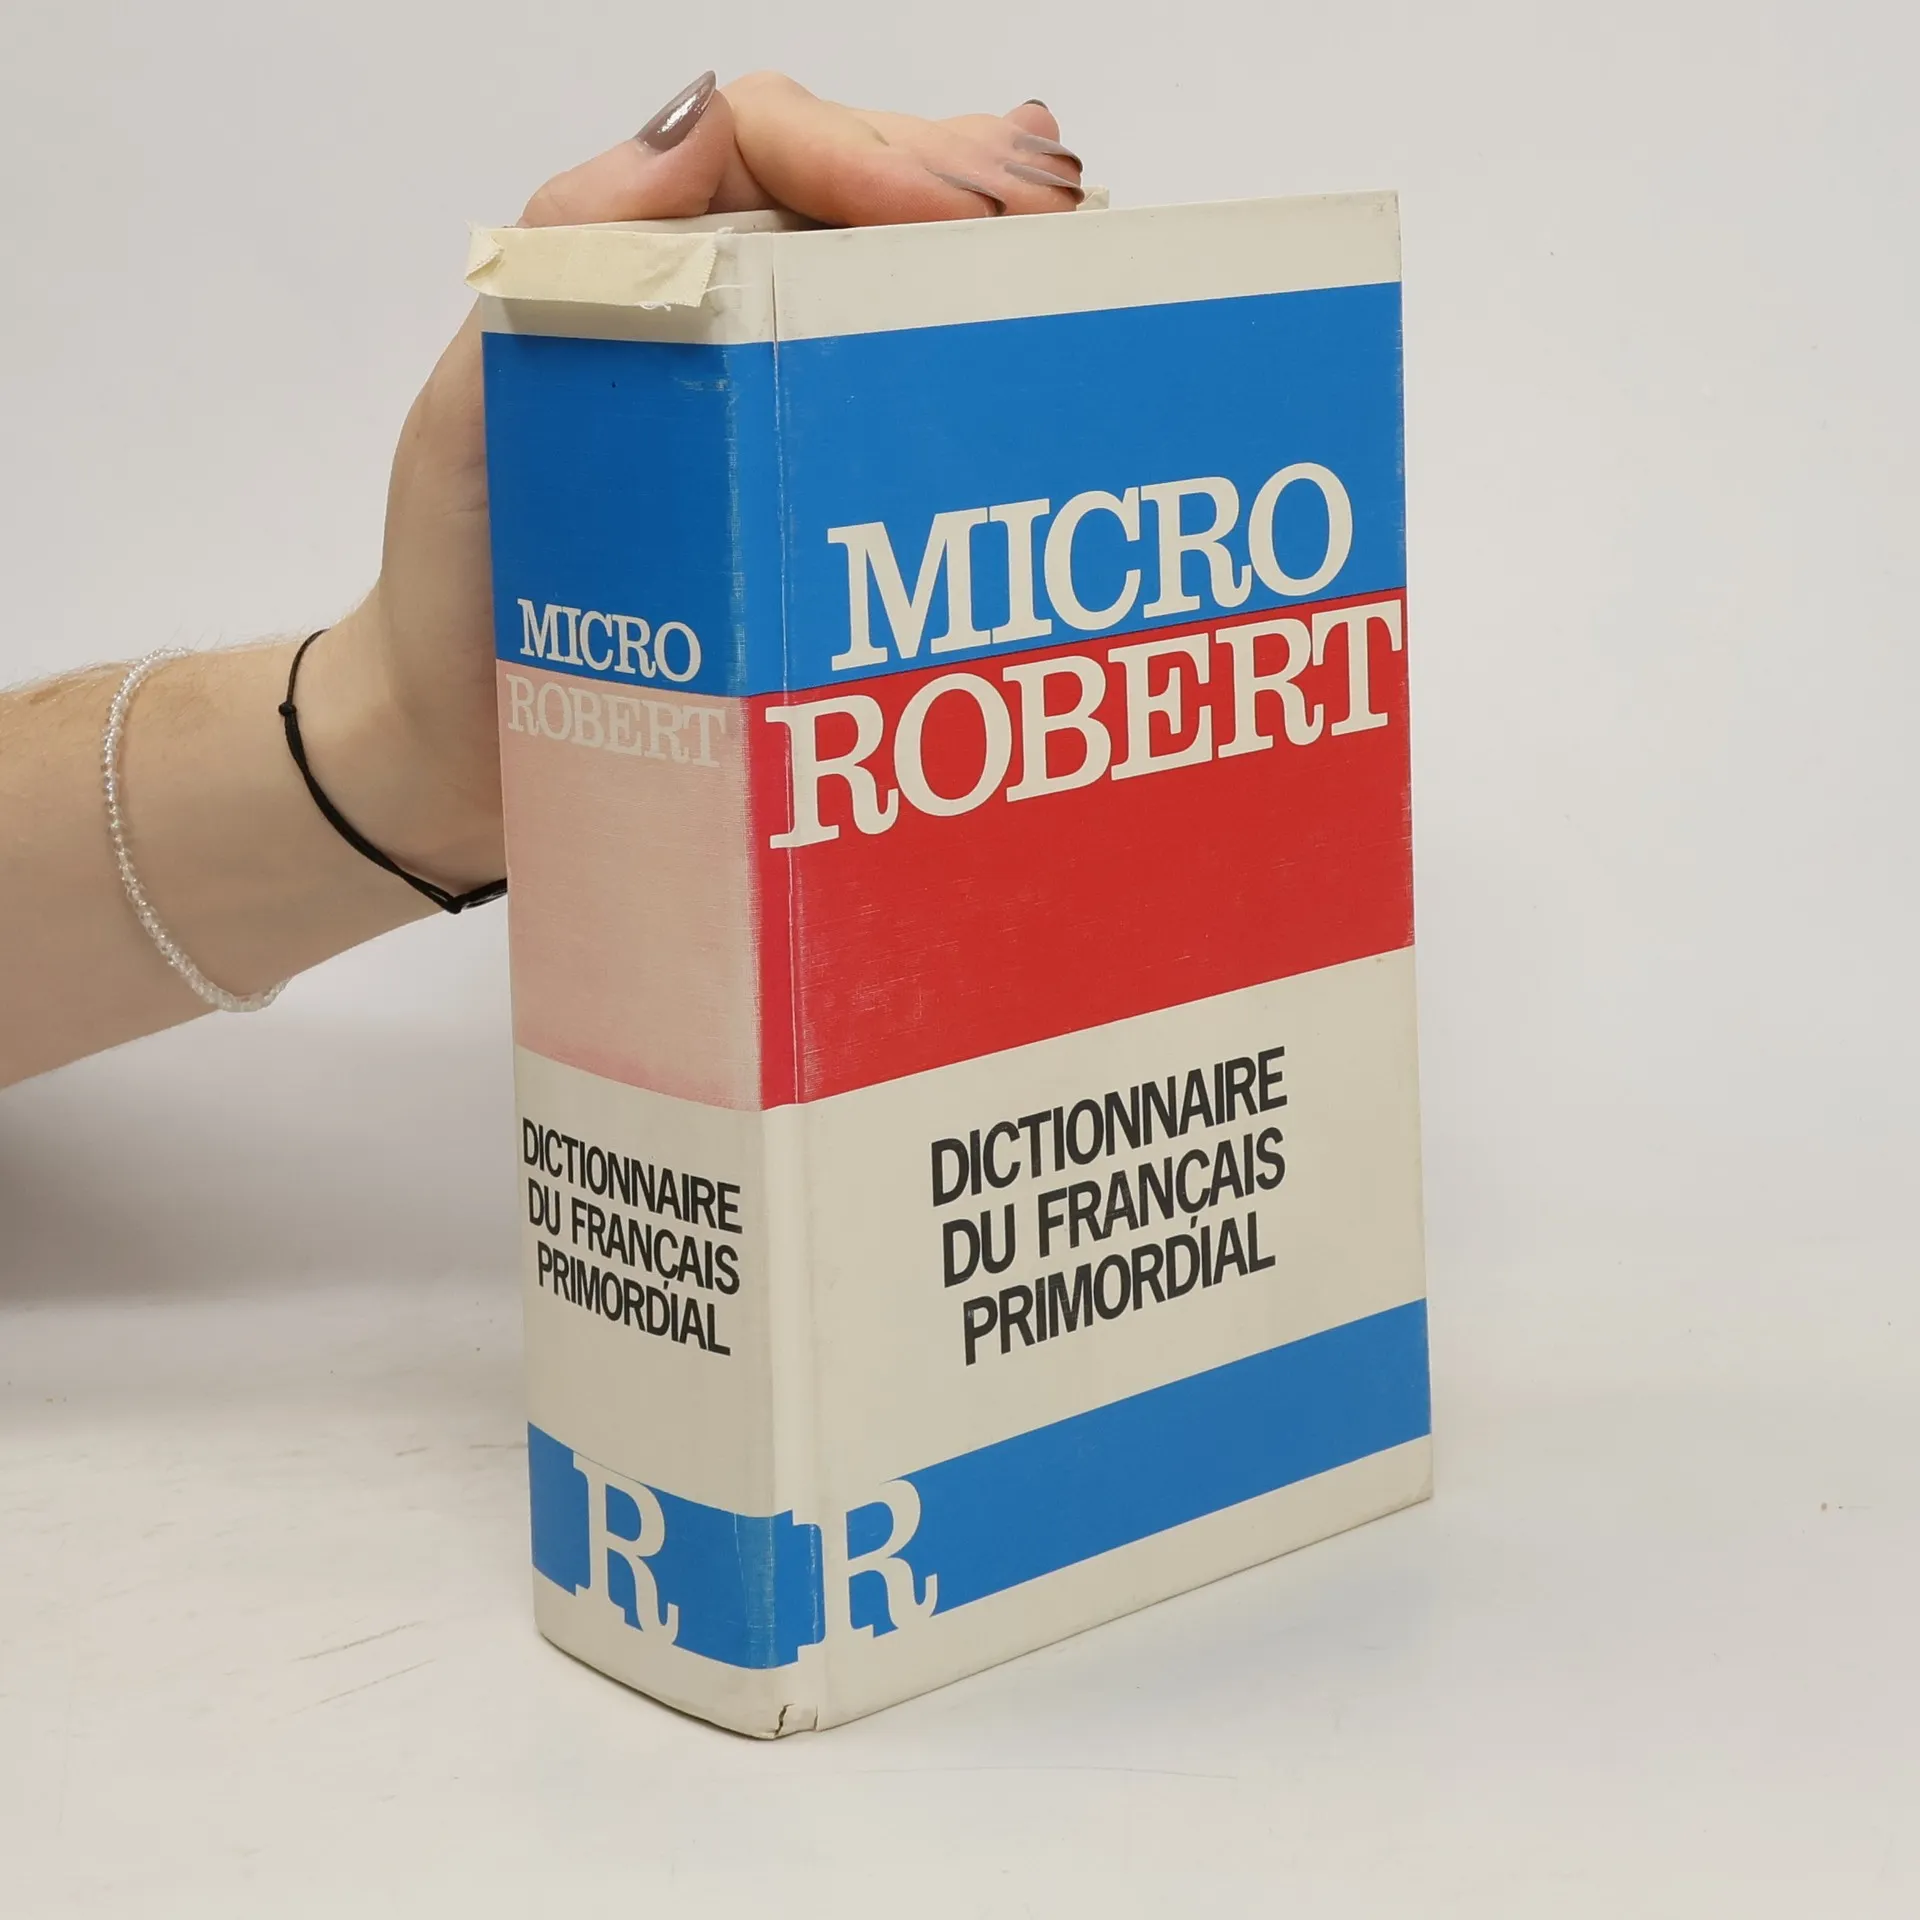 MICRO
ROBERT
DICTIONNAIRE
DU FRANÇAIS
PRIMORDIAL
R
MICRO
ROBERT
DICTIONNAIRE
DU FRANÇAIS
PRIMORDIAL
R